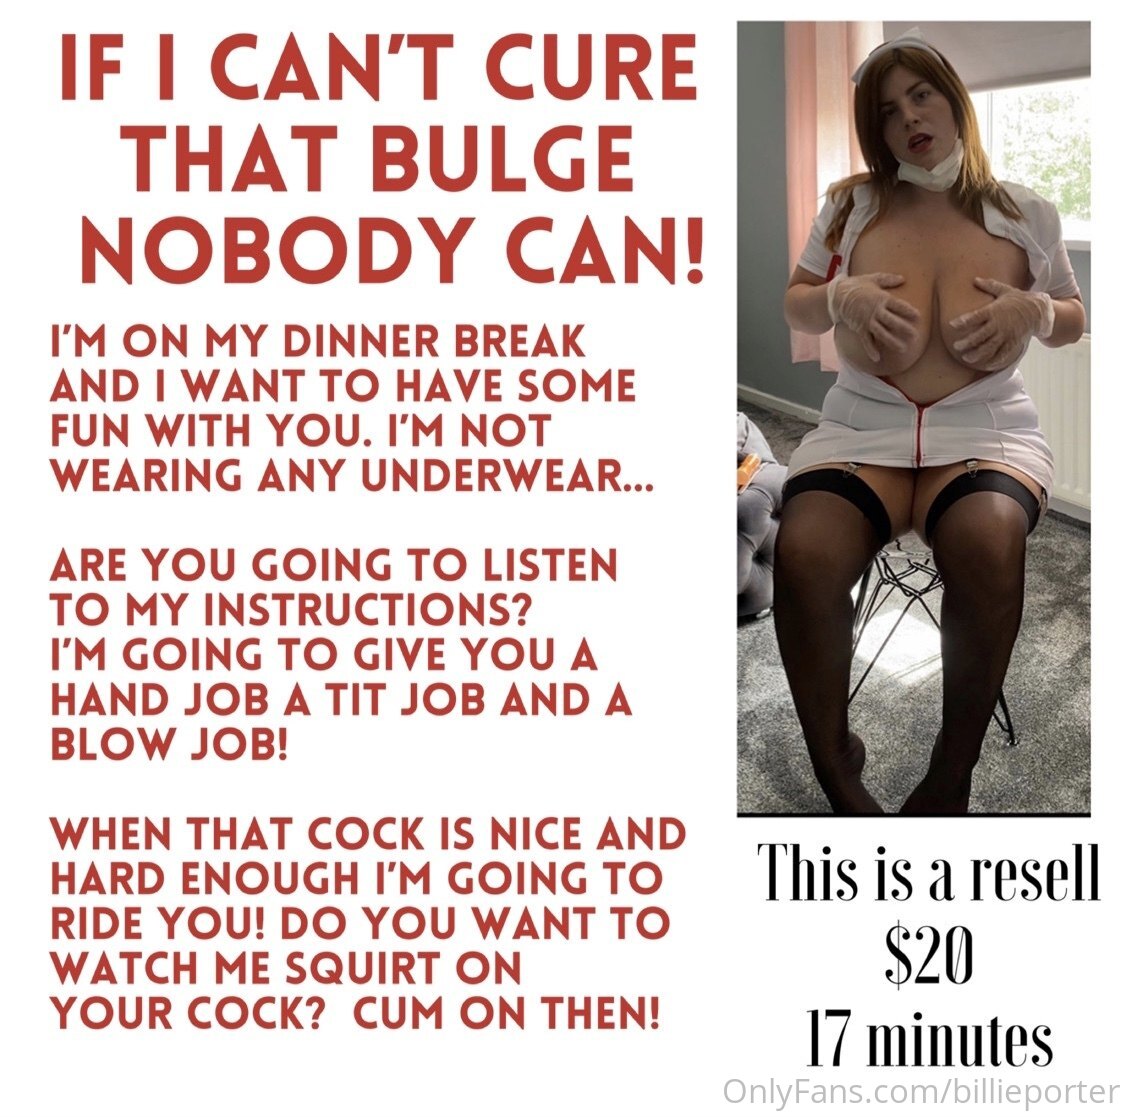 IF I CAN'T CURE
THAT BULGE
NOBODY CAN!
I'M ON MY DINNER BREAK
AND I WANT TO HAVE SOME
FUN WITH YOU. I'M NOT
WEARING ANY UNDERWEAR...
ARE YOU GOING TO LISTEN
TO MY INSTRUCTIONS?
I'M GOING TO GIVE YOU A
HAND JOB A TIT JOB AND A
BLOW JOB!
WHEN THAT COCK IS NICE AND
HARD ENOUGH I'M GOING TO
RIDE YOU! DO YOU WANT TO
WATCH ME SQUIRT ON
YOUR COCK? CUM ON THEN!
This is a resell
$20
17 minutes
OnlyFans.com/billieporter